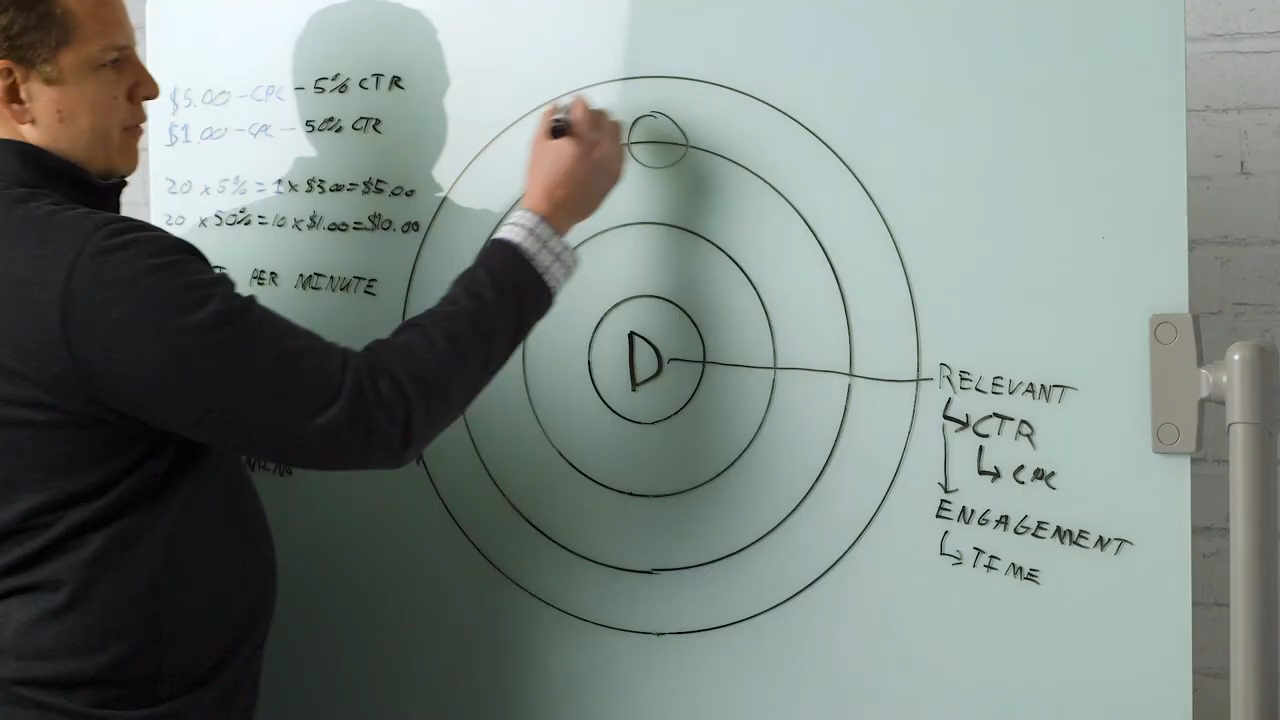 $5.00 - CPC - 5% CTR
$1.00 - CPC - 50% CTR
20 x 5% = 1 x $5.00 = $5.00
20 x 50% = 10 x $1.00 = $10.00
PER MINUTE
D
RELEVANT
↳ CTR
↳ CPC
ENGAGEMENT
↳ TIME